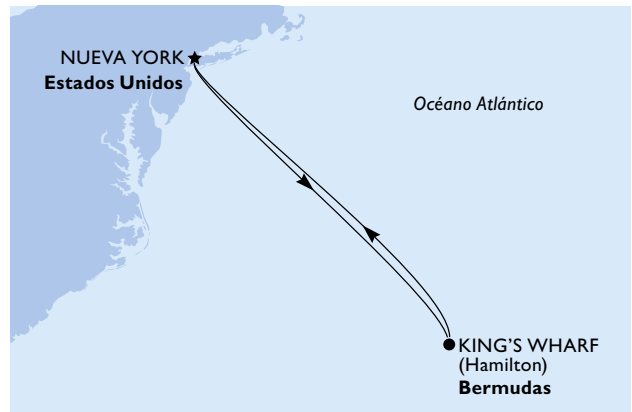 NUEVA YORK
Estados Unidos
Océano Atlántico
KING'S WHARF
(Hamilton)
Bermudas